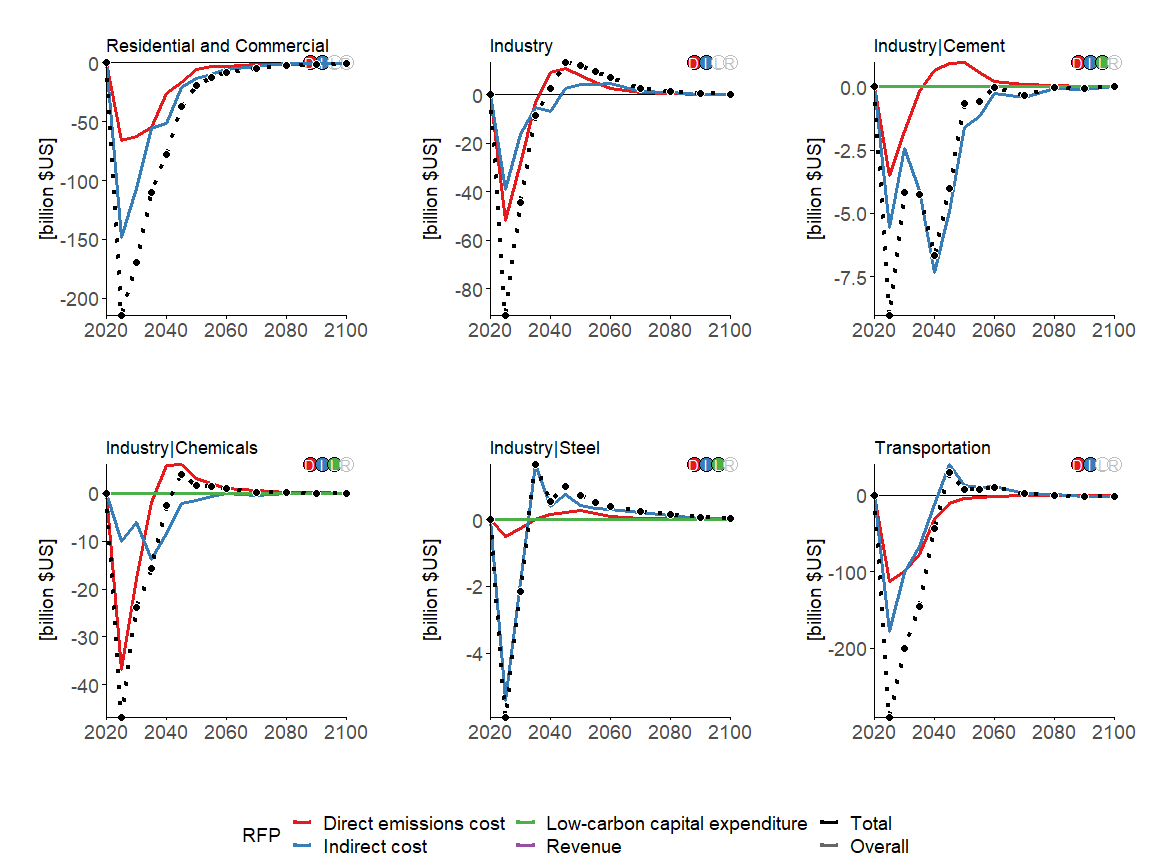 Residential and Commercial
D I L R
[billion $US]
0
-50
-100
-150
-200
2020 2040 2060 2080 2100
Industry
D I L R
[billion $US]
0
-20
-40
-60
-80
2020 2040 2060 2080 2100
Industry|Cement
D I L R
[billion $US]
0.0
-2.5
-5.0
-7.5
2020 2040 2060 2080 2100
Industry|Chemicals
D I L R
[billion $US]
0
-10
-20
-30
-40
2020 2040 2060 2080 2100
Industry|Steel
D I L R
[billion $US]
0
-2
-4
2020 2040 2060 2080 2100
Transportation
D I L R
[billion $US]
0
-100
-200
2020 2040 2060 2080 2100
RFP
Direct emissions cost Low-carbon capital expenditure Total
Indirect cost Revenue Overall